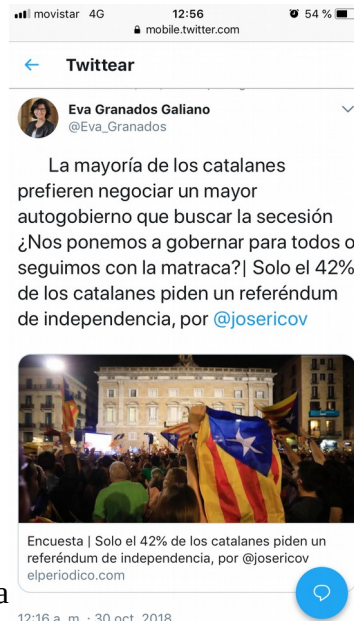 movistar 4G 12:56 54 %
mobile.twitter.com
Twittear
Eva Granados Galiano
@Eva_Granados
La mayoría de los catalanes
prefieren negociar un mayor
autogobierno que buscar la secesión
¿Nos ponemos a gobernar para todos o
seguimos con la matraca?| Solo el 42%
de los catalanes piden un referéndum
de independencia, por @josericov
Encuesta | Solo el 42% de los catalanes piden un
referéndum de independencia, por @josericov
elperiodico.com
a
12:16 a. m. · 30 oct. 2018